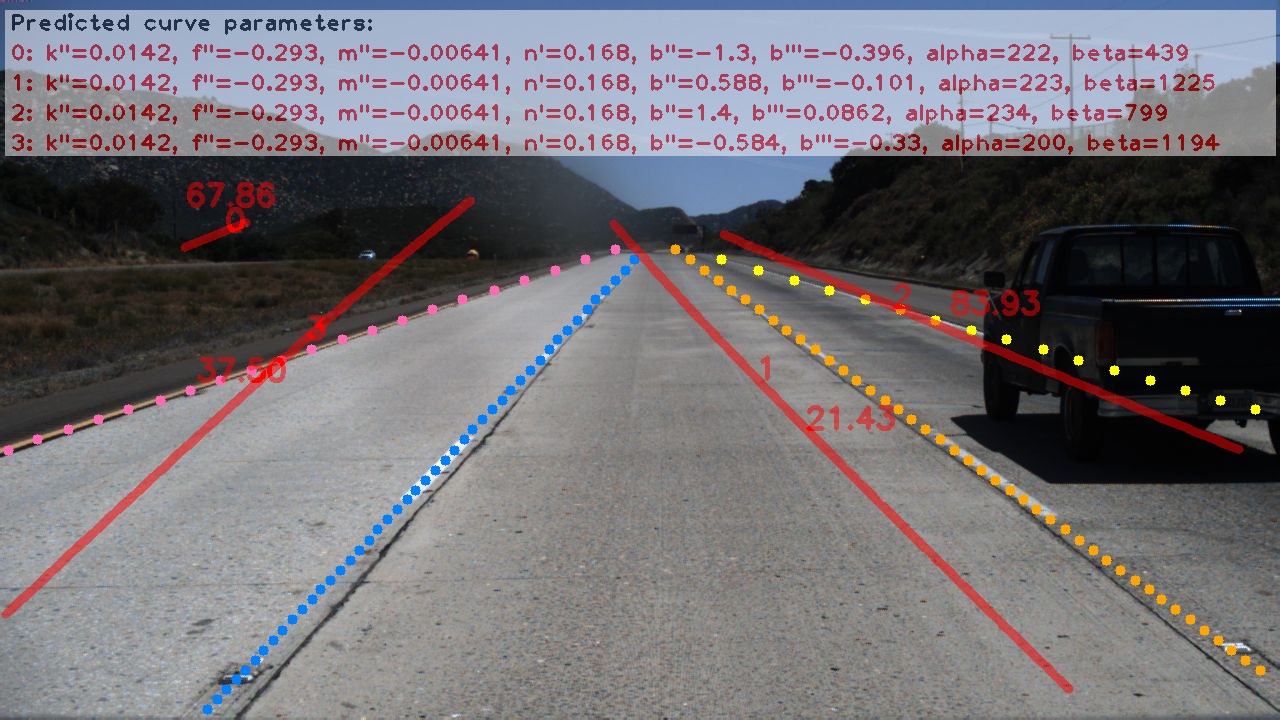 Predicted curve parameters:
0: k''=0.0142, f''=-0.293, m''=-0.00641, n'=0.168, b''=-1.3, b'''=-0.396, alpha=222, beta=439
1: k''=0.0142, f''=-0.293, m''=-0.00641, n'=0.168, b''=0.588, b'''=-0.101, alpha=223, beta=1225
2: k''=0.0142, f''=-0.293, m''=-0.00641, n'=0.168, b''=1.4, b'''=0.0862, alpha=234, beta=799
3: k''=0.0142, f''=-0.293, m''=-0.00641, n'=0.168, b''=-0.584, b'''=-0.33, alpha=200, beta=1194
67.86
0
2 83.93
3
37.50
1
21.43